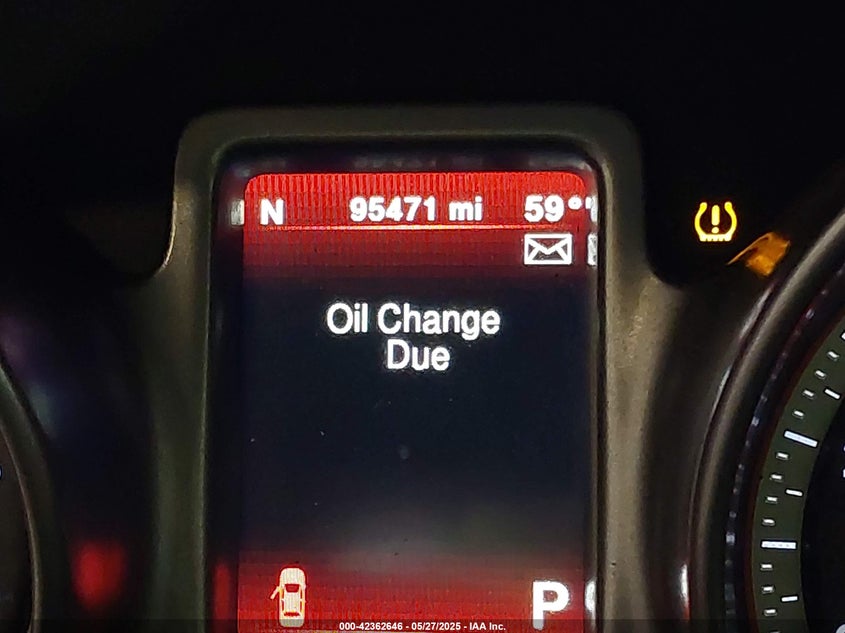 N 95471 mi 59°
Oil Change
Due
P
000-42362646 - 05/27/2025 - IAA Inc.